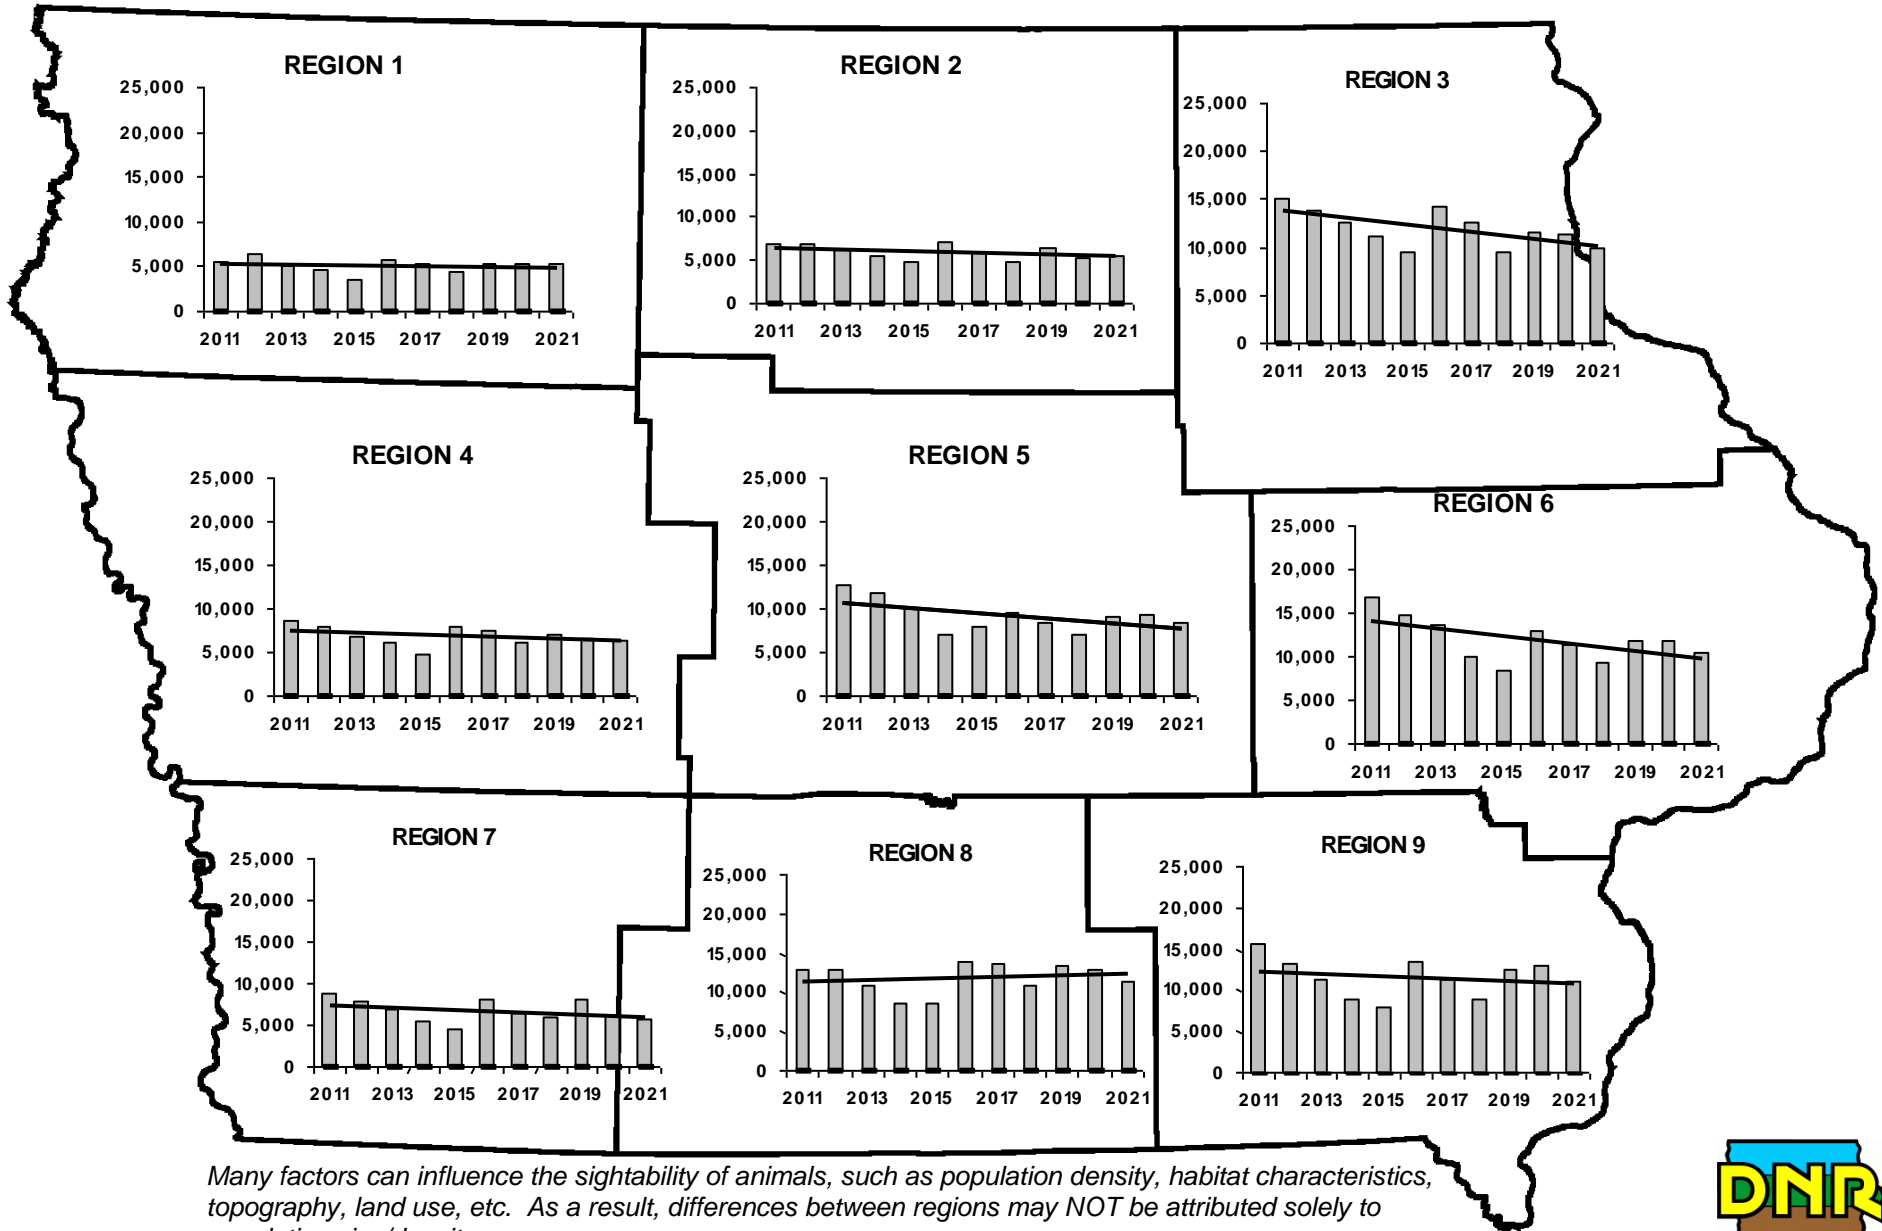 REGION 1
25,000
20,000
15,000
10,000
5,000
0
2011 2013 2015 2017 2019 2021
REGION 2
25,000
20,000
15,000
10,000
5,000
0
2011 2013 2015 2017 2019 2021
REGION 3
25,000
20,000
15,000
10,000
5,000
0
2011 2013 2015 2017 2019 2021
REGION 4
25,000
20,000
15,000
10,000
5,000
0
2011 2013 2015 2017 2019 2021
REGION 5
25,000
20,000
15,000
10,000
5,000
0
2011 2013 2015 2017 2019 2021
REGION 6
25,000
20,000
15,000
10,000
5,000
0
2011 2013 2015 2017 2019 2021
REGION 7
25,000
20,000
15,000
10,000
5,000
0
2011 2013 2015 2017 2019 2021
REGION 8
25,000
20,000
15,000
10,000
5,000
0
2011 2013 2015 2017 2019 2021
REGION 9
25,000
20,000
15,000
10,000
5,000
0
2011 2013 2015 2017 2019 2021
Many factors can influence the sightability of animals, such as population density, habitat characteristics,
topography, land use, etc. As a result, differences between regions may NOT be attributed solely to
DNR